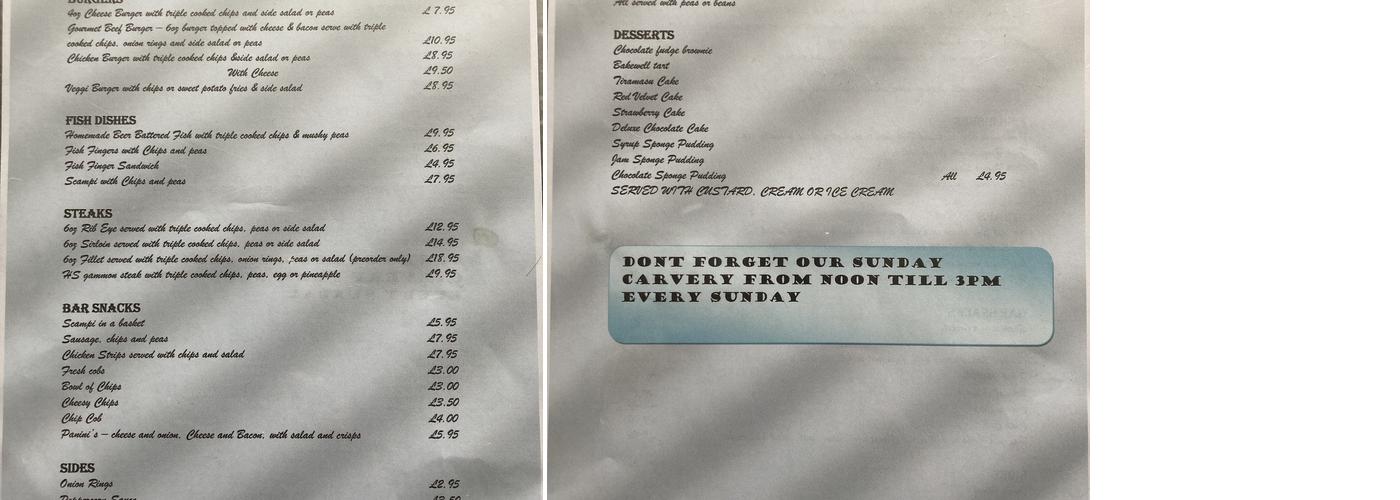 BURGERS
4oz Cheese Burger with triple cooked chips and side salad or peas £ 7.95
Gourmet Beef Burger – 6oz burger topped with cheese & bacon serve with triple
cooked chips, onion rings and side salad or peas £10.95
Chicken Burger with triple cooked chips &side salad or peas £8.95
With Cheese £9.50
Veggi Burger with chips or sweet potato fries & side salad £8.95
FISH DISHES
Homemade Beer Battered Fish with triple cooked chips & mushy peas £9.95
Fish Fingers with Chips and peas £6.95
Fish Finger Sandwich £4.95
Scampi with Chips and peas £7.95
STEAKS
6oz Rib Eye served with triple cooked chips, peas or side salad £12.95
6oz Sirloin served with triple cooked chips, peas or side salad £14.95
6oz Fillet served with triple cooked chips, onion rings, peas or salad (preorder only) £18.95
HS gammon steak with triple cooked chips, peas, egg or pineapple £9.95
BAR SNACKS
Scampi in a basket £5.95
Sausage, chips and peas £7.95
Chicken Strips served with chips and salad £7.95
Fresh cobs £3.00
Bowl of Chips £3.00
Cheesy Chips £3.50
Chip Cob £4.00
Panini's – cheese and onion, Cheese and Bacon, with salad and crisps £5.95
SIDES
Onion Rings £2.95
Peppercorn Sauce £2.50
All served with peas or beans
DESSERTS
Chocolate fudge brownie
Bakewell tart
Tiramasu Cake
Red Velvet Cake
Strawberry Cake
Deluxe Chocolate Cake
Syrup Sponge Pudding
Jam Sponge Pudding
Chocolate Sponge Pudding All £4.95
SERVED WITH CUSTARD, CREAM OR ICE CREAM
DONT FORGET OUR SUNDAY
CARVERY FROM NOON TILL 3PM
EVERY SUNDAY